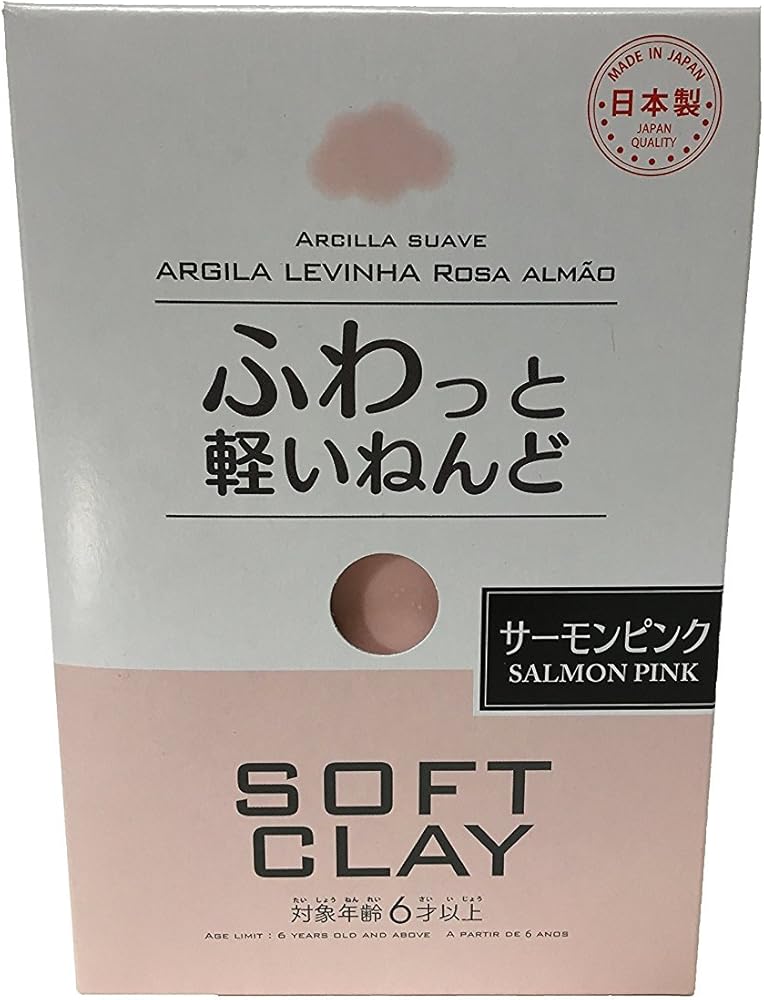 MADE IN JAPAN
日本製
JAPAN
QUALITY
ARCILLA SUAVE
ARGILA LEVINHA ROSA ALMÃO
ふわっと
軽いねんど
サーモンピンク
SALMON PINK
SOFT
CLAY
たいしょうねんれい さいいじょう
対象年齢6才以上
AGE LIMIT : 6 YEARS OLD AND ABOVE A PARTIR DE 6 ANOS